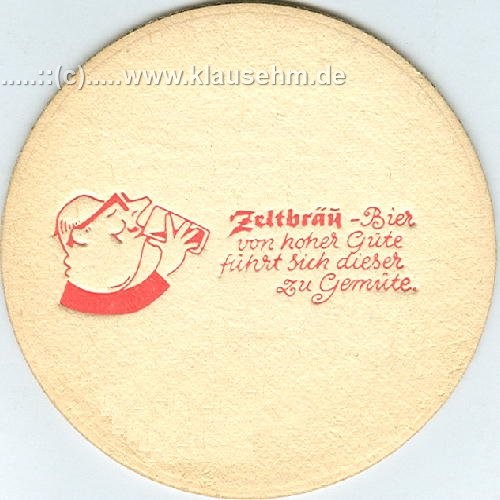 .....::(c).....www.klausehm.de
Zeltbräu - Bier
von hoher Güte
führt sich dieser
zu Gemüte.